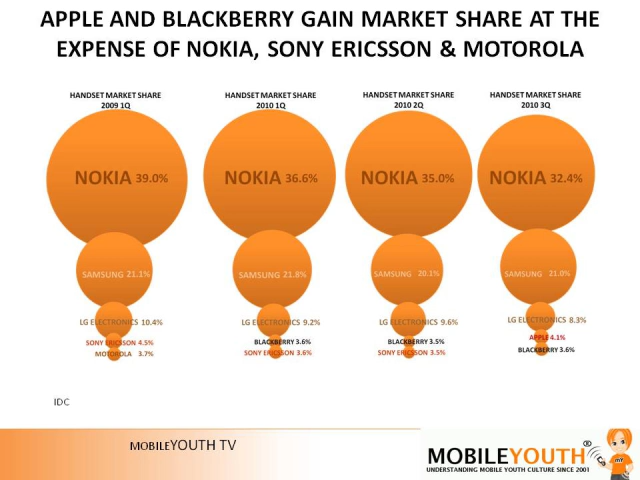 APPLE AND BLACKBERRY GAIN MARKET SHARE AT THE
EXPENSE OF NOKIA, SONY ERICSSON & MOTOROLA
HANDSET MARKET SHARE
2009 1Q
NOKIA 39.0%
SAMSUNG 21.1%
LG ELECTRONICS 10.4%
SONY ERICSSON 4.5%
MOTOROLA 3.7%
HANDSET MARKET SHARE
2010 1Q
NOKIA 36.6%
SAMSUNG 21.8%
LG ELECTRONICS 9.2%
BLACKBERRY 3.6%
SONY ERICSSON 3.6%
HANDSET MARKET SHARE
2010 2Q
NOKIA 35.0%
SAMSUNG 20.1%
LG ELECTRONICS 9.6%
BLACKBERRY 3.5%
SONY ERICSSON 3.5%
HANDSET MARKET SHARE
2010 3Q
NOKIA 32.4%
SAMSUNG 21.0%
LG ELECTRONICS 8.3%
APPLE 4.1%
BLACKBERRY 3.6%
IDC
MOBILEYOUTH TV
MOBILEYOUTH®
UNDERSTANDING MOBILE YOUTH CULTURE SINCE 2001